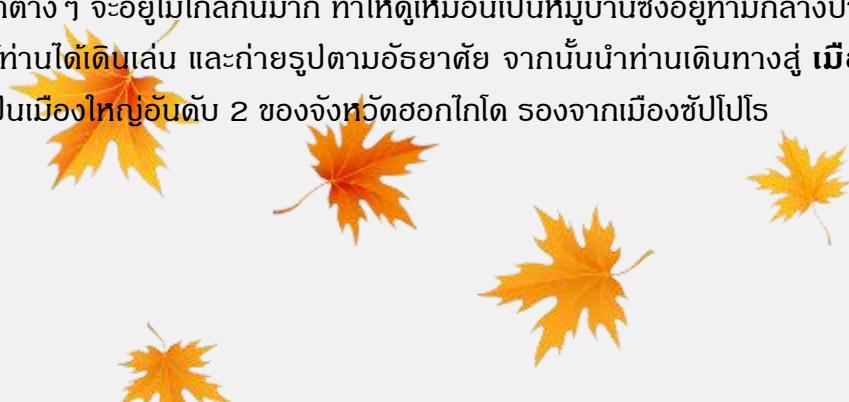 จะอยู่ไม่ไกลกันมาก ทำให้ดูเหมือนเป็นหมู่บ้านซึ่งอยู่ท่ามกลาง
ท่านได้เดินเล่น และถ่ายรูปตามอัธยาศัย จากนั้นนำท่านเดินทางสู่
เป็นเมืองใหญ่อันดับ 2 ของจังหวัดฮอกไกโด รองจากเมืองซัปโปโร